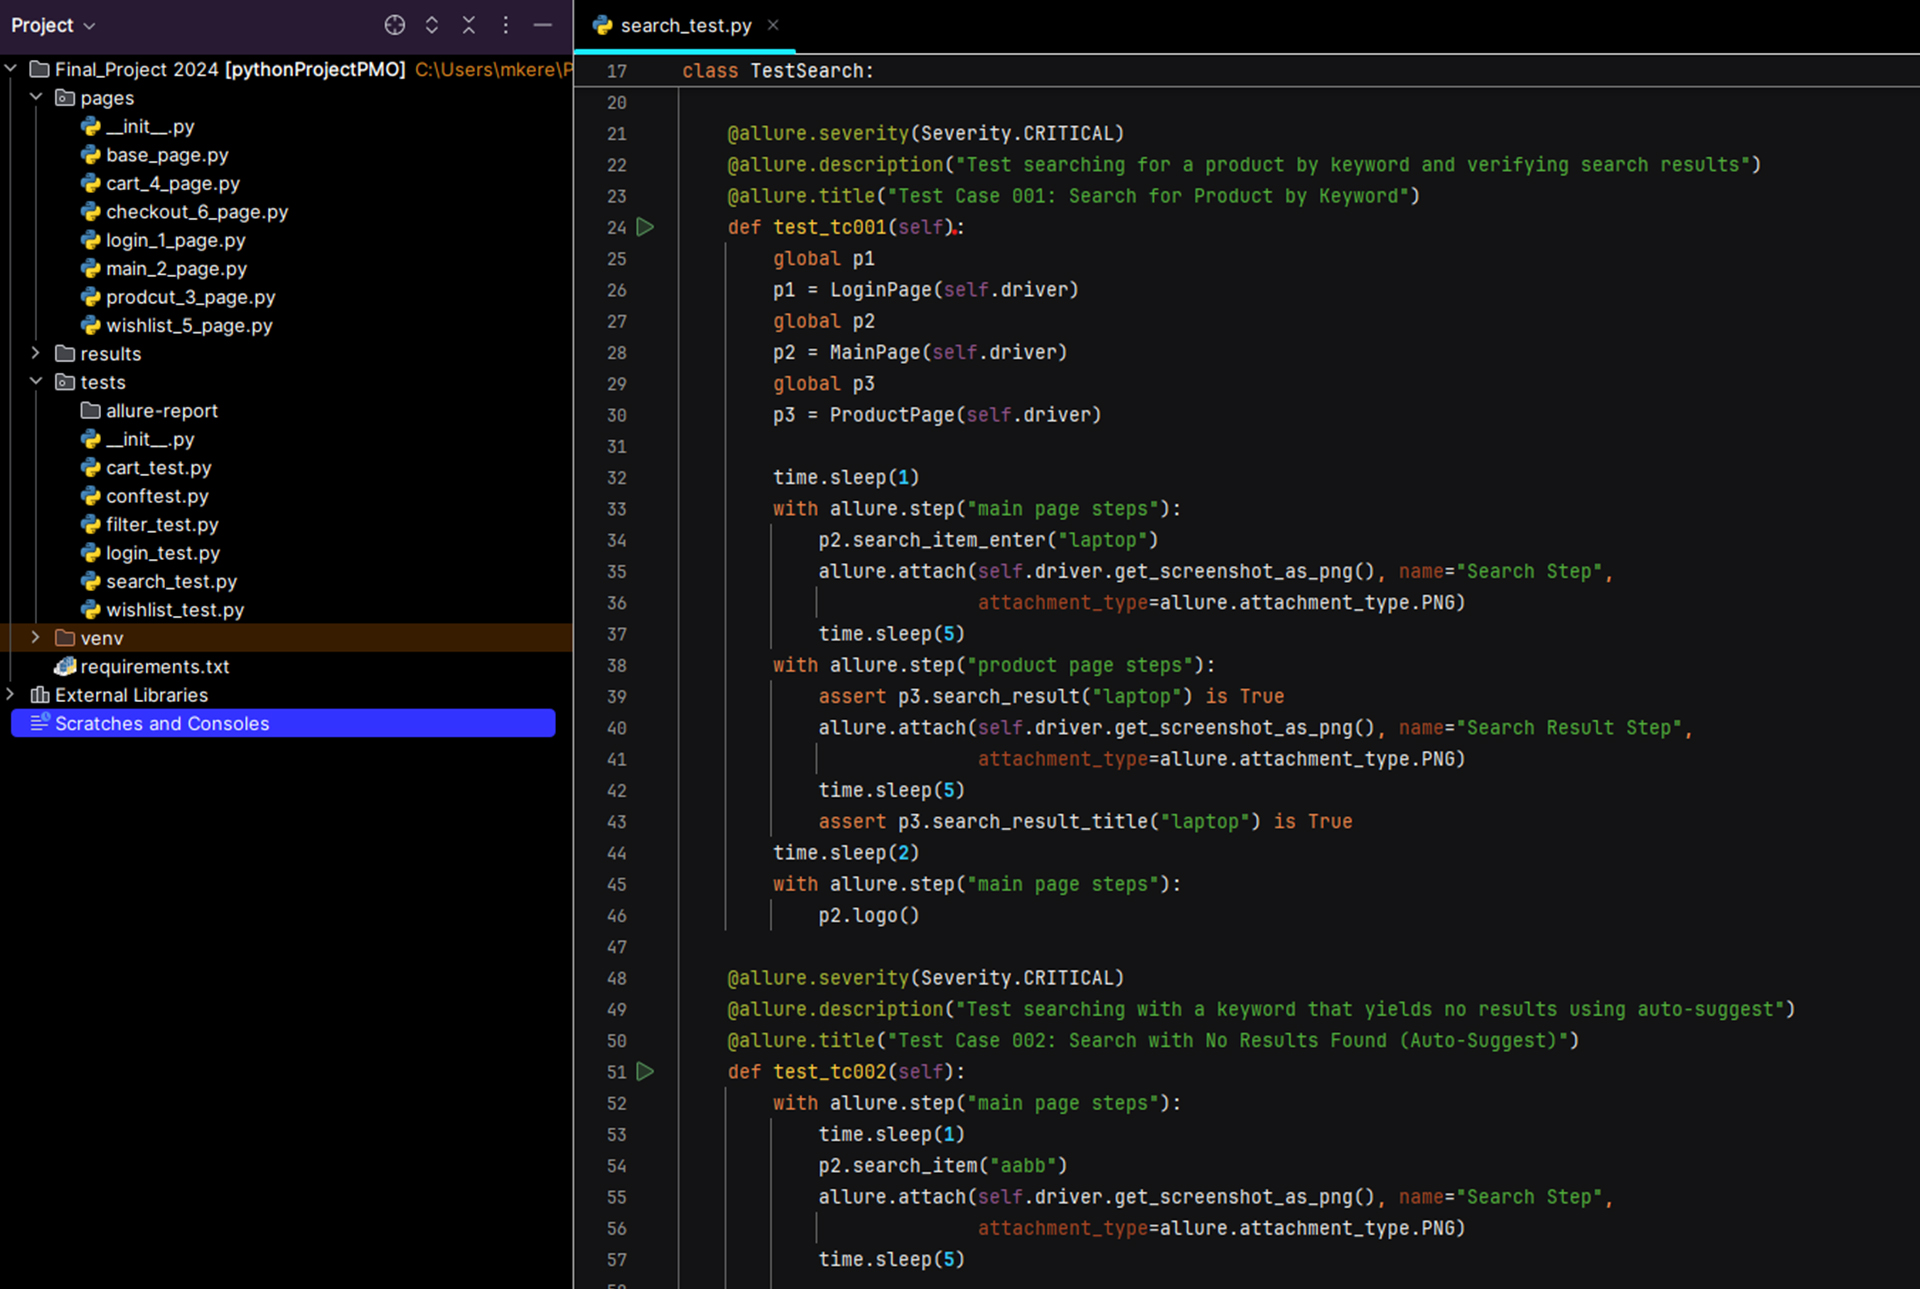 Project
Final_Project 2024 [pythonProjectPMO] C:\Users\mkere\P
pages
__init__.py
base_page.py
cart_4_page.py
checkout_6_page.py
login_1_page.py
main_2_page.py
prodcut_3_page.py
wishlist_5_page.py
results
tests
allure-report
__init__.py
cart_test.py
conftest.py
filter_test.py
login_test.py
search_test.py
wishlist_test.py
venv
requirements.txt
External Libraries
Scratches and Consoles
search_test.py
17 class TestSearch:
20
21 @allure.severity(Severity.CRITICAL)
22 @allure.description("Test searching for a product by keyword and verifying search results")
23 @allure.title("Test Case 001: Search for Product by Keyword")
24 def test_tc001(self):
25 global p1
26 p1 = LoginPage(self.driver)
27 global p2
28 p2 = MainPage(self.driver)
29 global p3
30 p3 = ProductPage(self.driver)
31
32 time.sleep(1)
33 with allure.step("main page steps"):
34 p2.search_item_enter("laptop")
35 allure.attach(self.driver.get_screenshot_as_png(), name="Search Step",
36 attachment_type=allure.attachment_type.PNG)
37 time.sleep(5)
38 with allure.step("product page steps"):
39 assert p3.search_result("laptop") is True
40 allure.attach(self.driver.get_screenshot_as_png(), name="Search Result Step",
41 attachment_type=allure.attachment_type.PNG)
42 time.sleep(5)
43 assert p3.search_result_title("laptop") is True
44 time.sleep(2)
45 with allure.step("main page steps"):
46 p2.logo()
47
48 @allure.severity(Severity.CRITICAL)
49 @allure.description("Test searching with a keyword that yields no results using auto-suggest")
50 @allure.title("Test Case 002: Search with No Results Found (Auto-Suggest)")
51 def test_tc002(self):
52 with allure.step("main page steps"):
53 time.sleep(1)
54 p2.search_item("aabb")
55 allure.attach(self.driver.get_screenshot_as_png(), name="Search Step",
56 attachment_type=allure.attachment_type.PNG)
57 time.sleep(5)